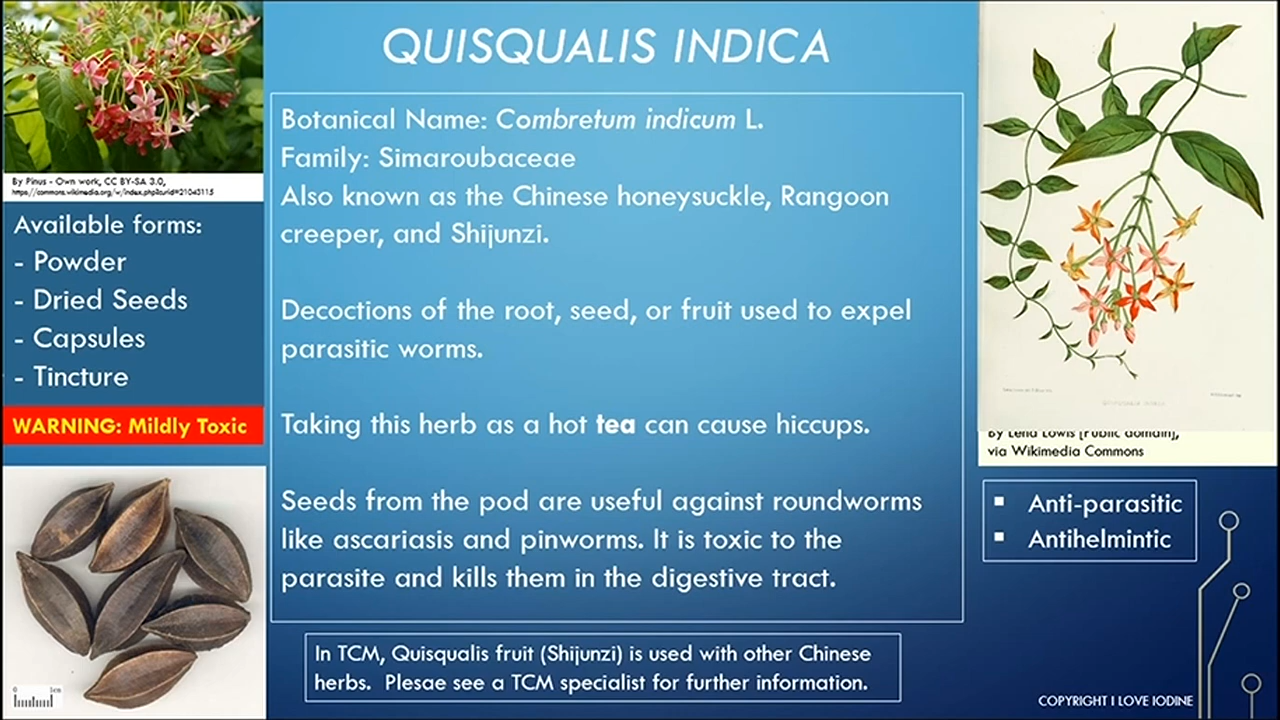 QUISQUALIS INDICA
By Pinus - Own work, CC BY-SA 3.0,
https://commons.wikimedia.org/w/index.php?curid=21043115
Available forms:
- Powder
- Dried Seeds
- Capsules
- Tincture
WARNING: Mildly Toxic
0 1cm
Botanical Name: Combretum indicum L.
Family: Simaroubaceae
Also known as the Chinese honeysuckle, Rangoon
creeper, and Shijunzi.
Decoctions of the root, seed, or fruit used to expel
parasitic worms.
Taking this herb as a hot tea can cause hiccups.
Seeds from the pod are useful against roundworms
like ascariasis and pinworms. It is toxic to the
parasite and kills them in the digestive tract.
In TCM, Quisqualis fruit (Shijunzi) is used with other Chinese
herbs. Plesae see a TCM specialist for further information.
By Lena Lowis [Public domain],
via Wikimedia Commons
▪ Anti-parasitic
▪ Antihelmintic
COPYRIGHT I LOVE IODINE